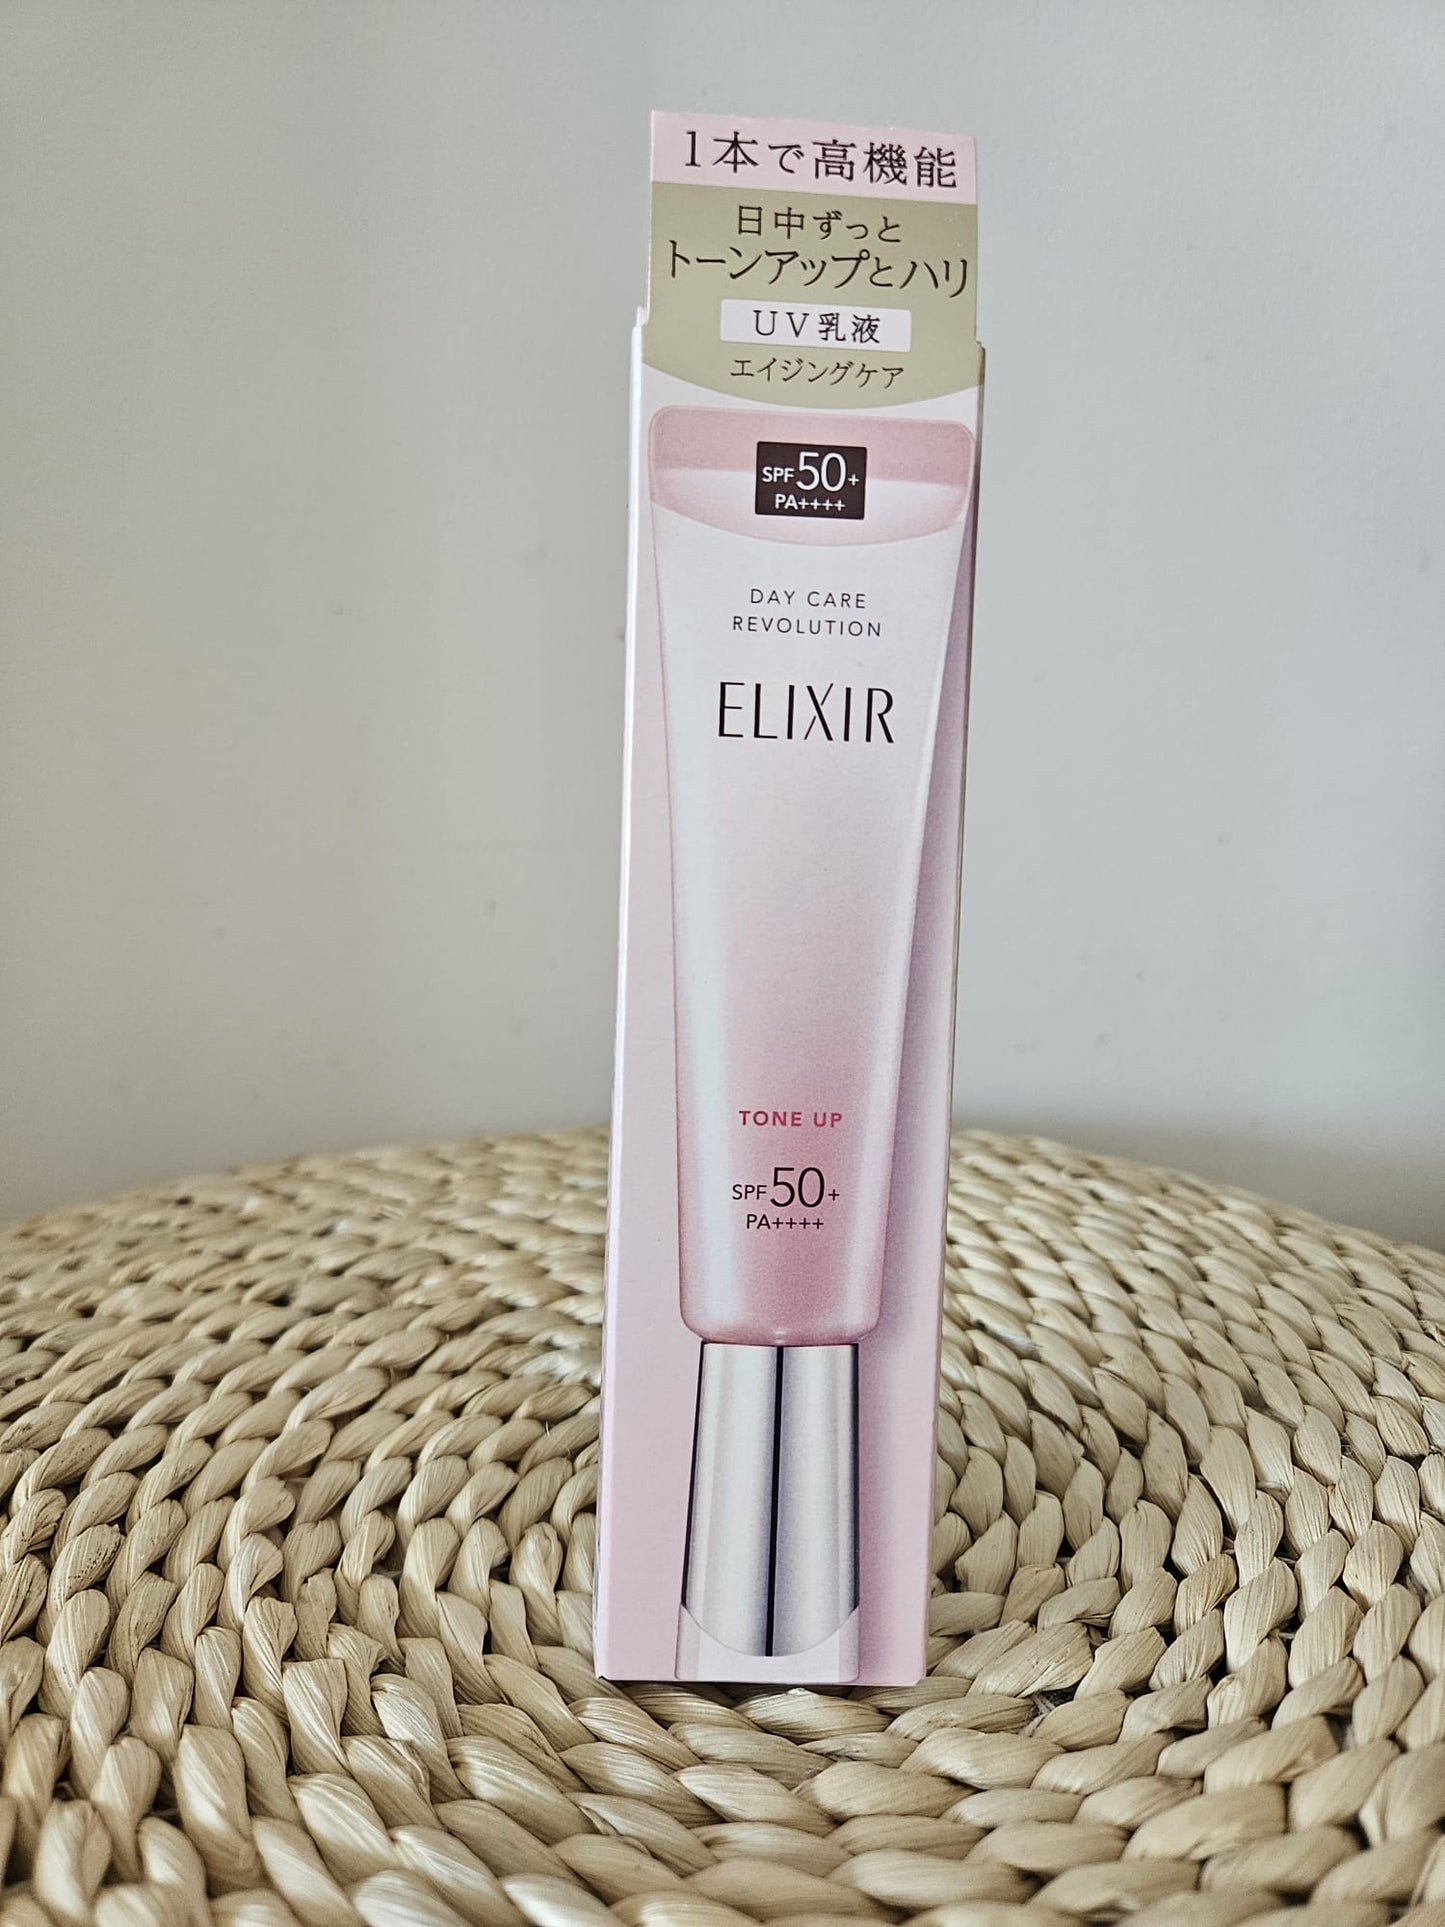 1本で高機能
日中ずっと
トーンアップとハリ
UV乳液
エイジングケア
SPF50+
PA++++
DAY CARE
REVOLUTION
ELIXIR
TONE UP
SPF50+
PA++++